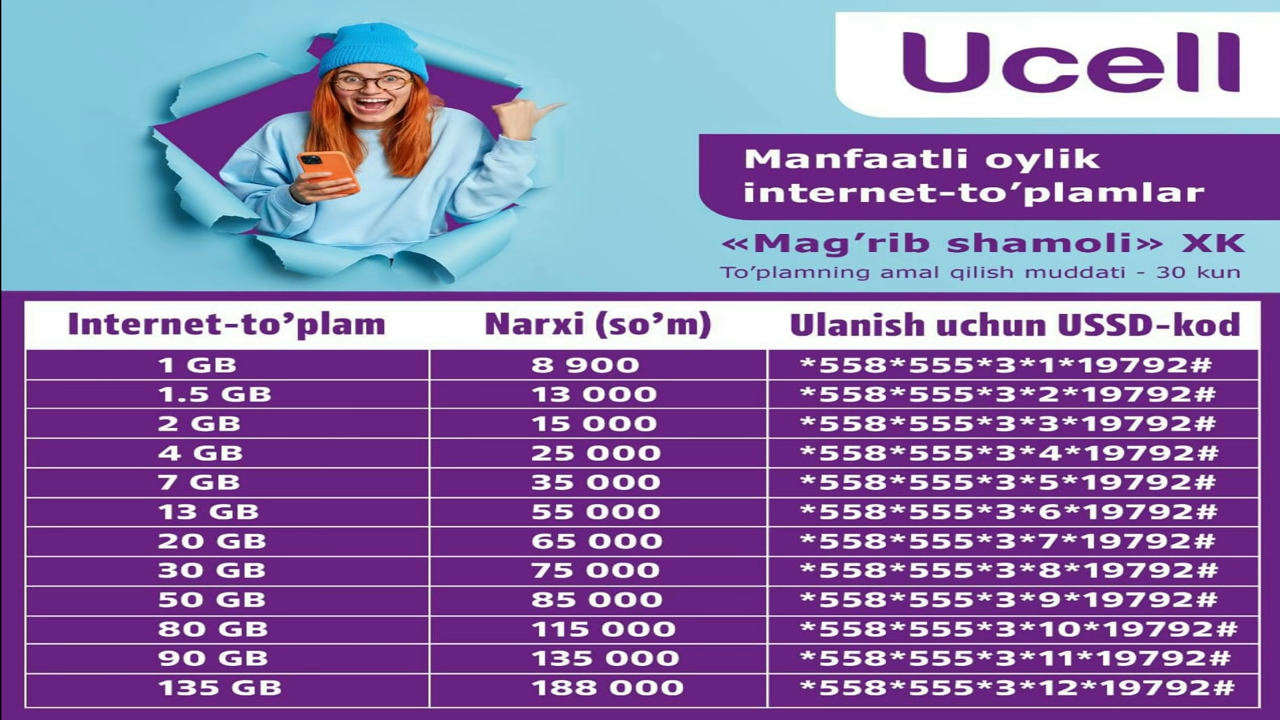 Ucell
Manfaatli oylik
internet-to’plamlar
«Mag’rib shamoli» XK
To’plamning amal qilish muddati - 30 kun
Internet-to’plam Narxi (so’m) Ulanish uchun USSD-kod
1 GB 8 900 *558*555*3*1*19792#
1.5 GB 13 000 *558*555*3*2*19792#
2 GB 15 000 *558*555*3*3*19792#
4 GB 25 000 *558*555*3*4*19792#
7 GB 35 000 *558*555*3*5*19792#
13 GB 55 000 *558*555*3*6*19792#
20 GB 65 000 *558*555*3*7*19792#
30 GB 75 000 *558*555*3*8*19792#
50 GB 85 000 *558*555*3*9*19792#
80 GB 115 000 *558*555*3*10*19792#
90 GB 135 000 *558*555*3*11*19792#
135 GB 188 000 *558*555*3*12*19792#